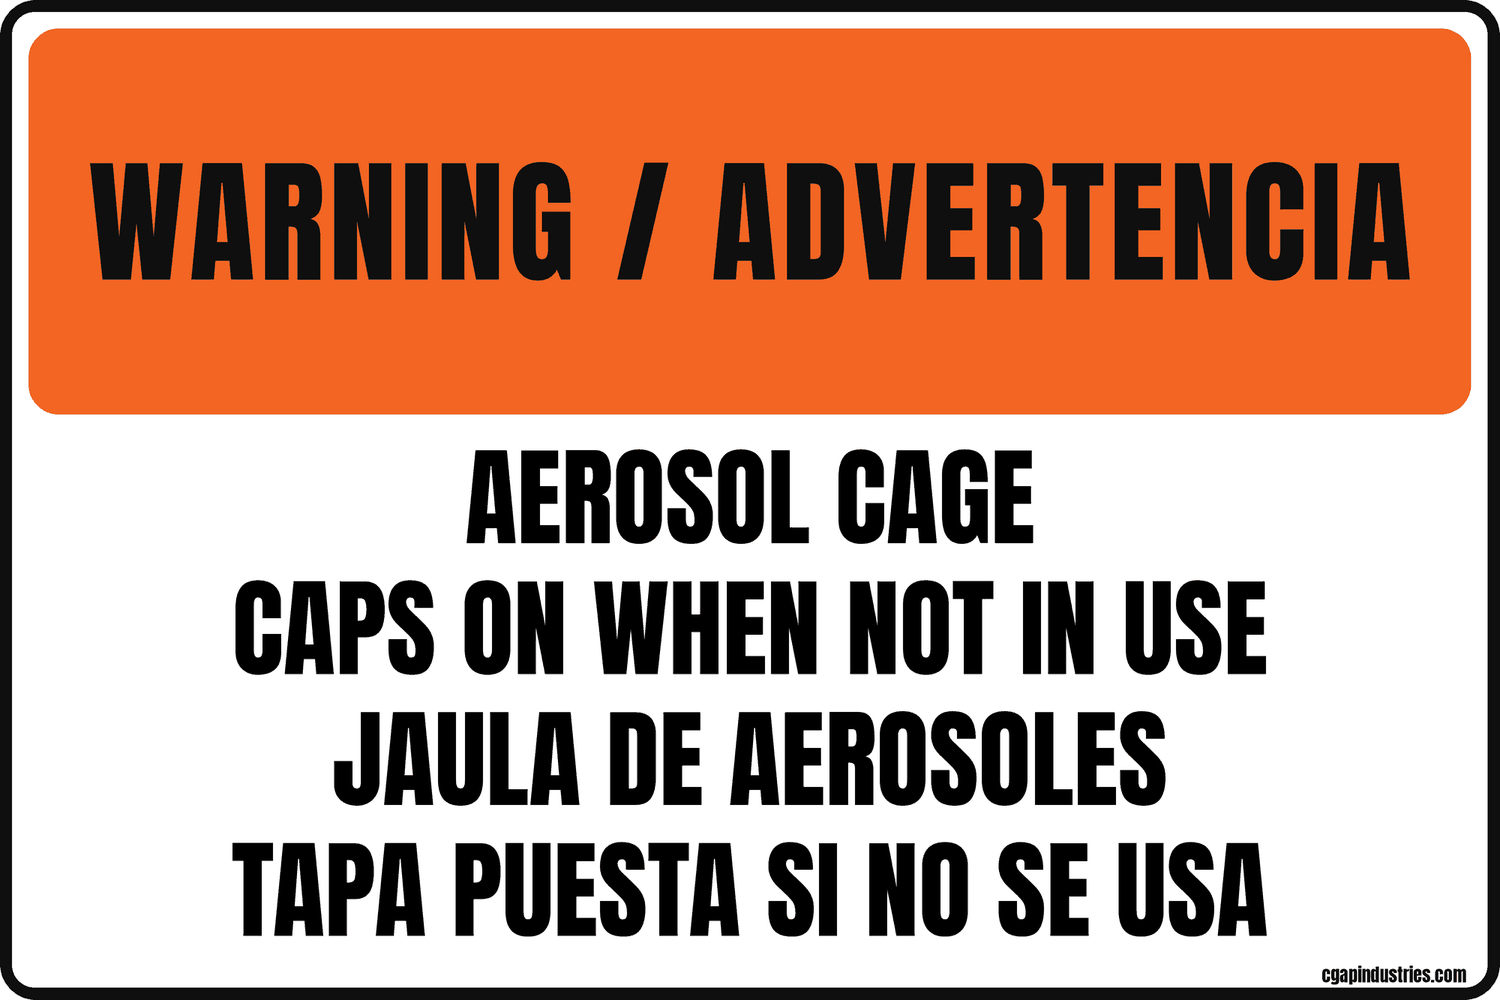 WARNING / ADVERTENCIA
AEROSOL CAGE
CAPS ON WHEN NOT IN USE
JAULA DE AEROSOLES
TAPA PUESTA SI NO SE USA
cgapindustries.com